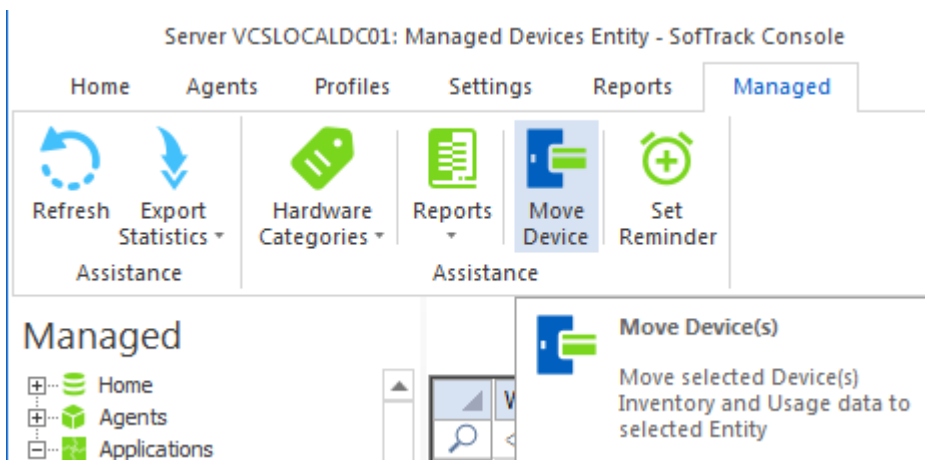 Server VCSLOCALDC01: Managed Devices Entity - SofTrack Console
Home Agents Profiles Settings Reports Managed
Refresh Export Hardware Reports Move Set
Statistics Categories Device Reminder
Assistance Assistance
Managed
Move Device(s)
Home
Move selected Device(s)
Agents
Inventory and Usage data to
Applications
selected Entity